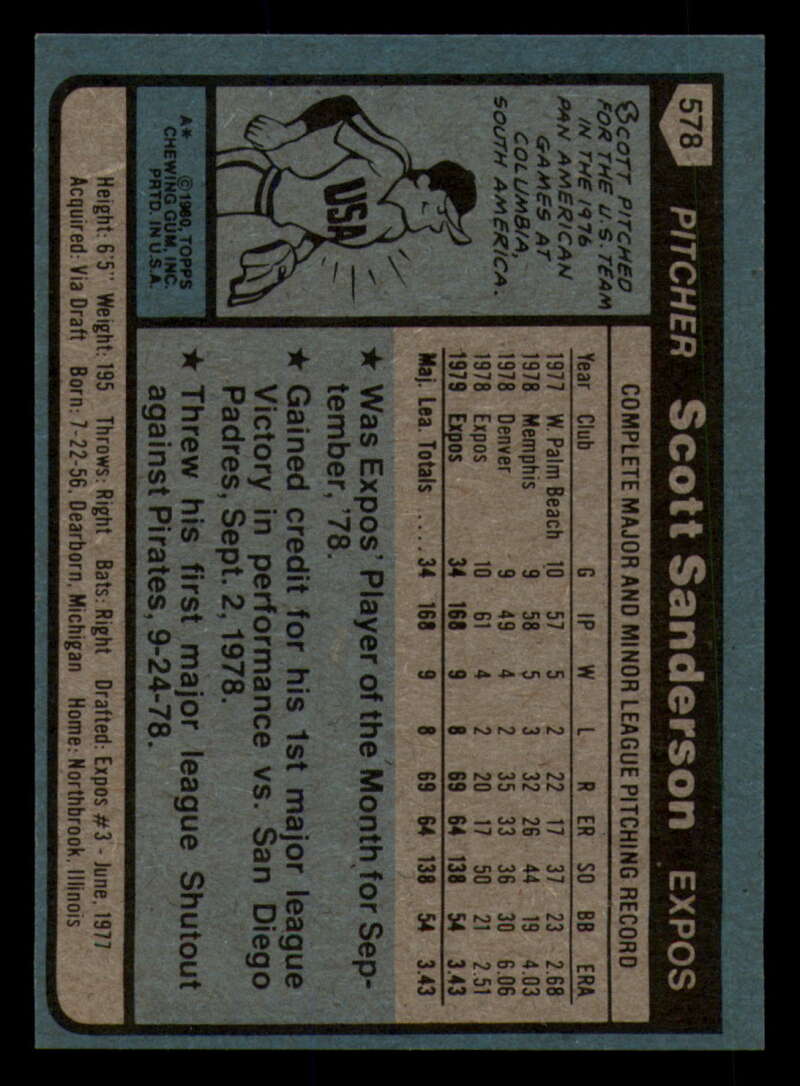 578 PITCHER Scott Sanderson EXPOS
SCOTT PITCHED
FOR THE U.S. TEAM
IN THE 1976
PAN AMERICAN
GAMES AT
COLUMBIA,
SOUTH AMERICA.
USA
A* ©1980, TOPPS
CHEWING GUM, INC.
PRTD. IN U.S.A.
COMPLETE MAJOR AND MINOR LEAGUE PITCHING RECORD
Year Club G IP W L R ER SO BB ERA
1977 W Palm Beach 10 57 5 2 22 17 37 23 2.68
1978 Memphis 9 58 5 3 32 26 44 19 4.03
1978 Denver 9 49 4 2 35 33 36 30 6.06
1978 Expos 10 61 4 2 20 17 50 21 2.51
1979 Expos 34 168 9 8 69 64 138 54 3.43
Maj. Lea. Totals .... 34 168 9 8 69 64 138 54 3.43
★ Was Expos' Player of the Month for Sep-
tember, '78.
★ Gained credit for his 1st major league
Victory in performance vs. San Diego
Padres, Sept. 2, 1978.
★ Threw his first major league Shutout
against Pirates, 9-24-78.
Height: 6'5" Weight: 195 Throws: Right Bats: Right Drafted: Expos #3 - June, 1977
Acquired: Via Draft Born: 7-22-56, Dearborn, Michigan Home: Northbrook, Illinois